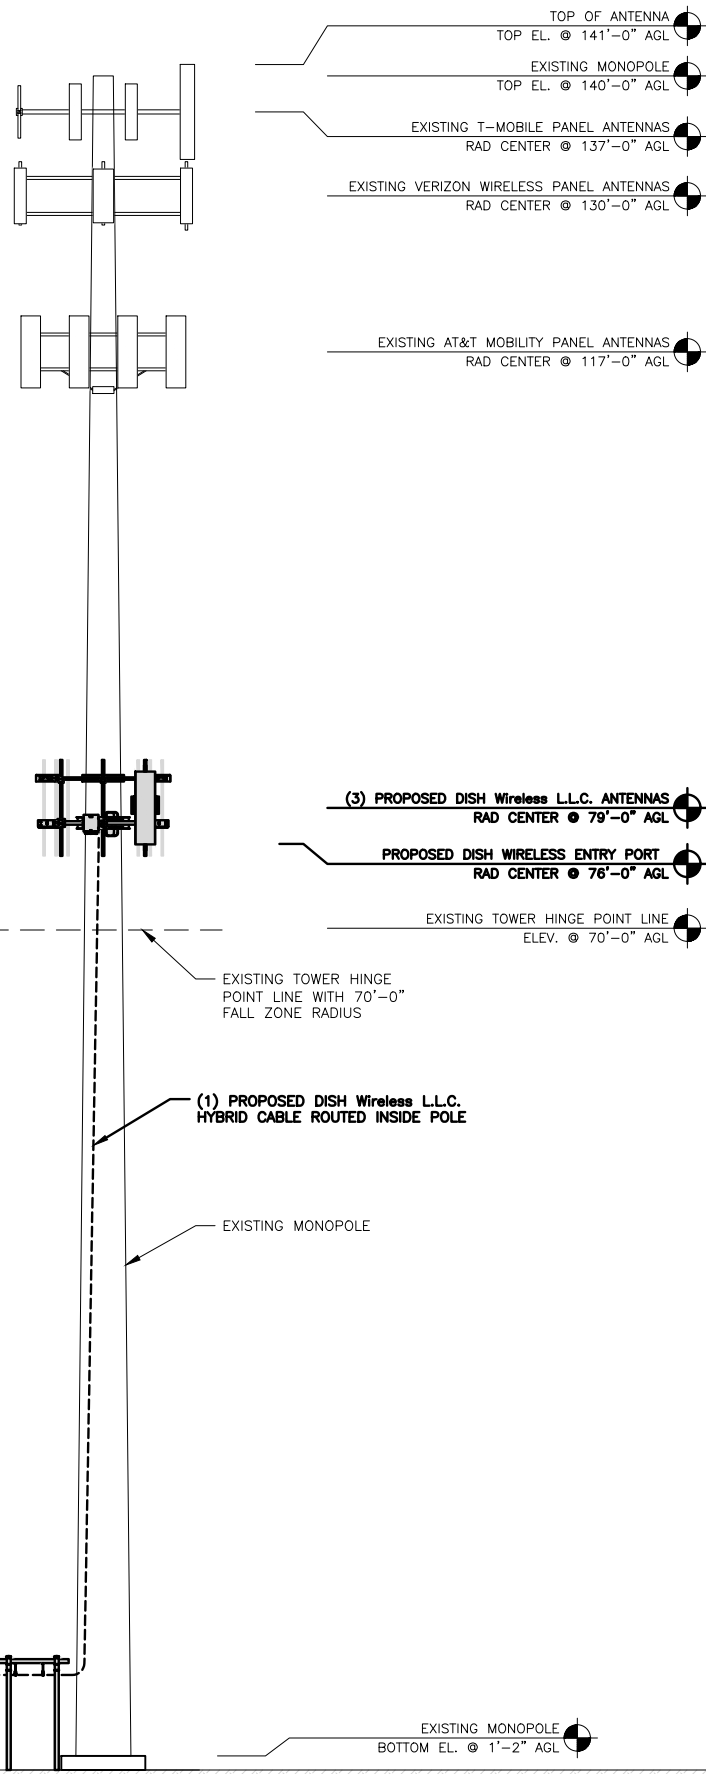 TOP OF ANTENNA
TOP EL. @ 141'-0" AGL
EXISTING MONOPOLE
TOP EL. @ 140'-0" AGL
EXISTING T-MOBILE PANEL ANTENNAS
RAD CENTER @ 137'-0" AGL
EXISTING VERIZON WIRELESS PANEL ANTENNAS
RAD CENTER @ 130'-0" AGL
EXISTING AT&T MOBILITY PANEL ANTENNAS
RAD CENTER @ 117'-0" AGL
(3) PROPOSED DISH Wireless L.L.C. ANTENNAS
RAD CENTER @ 79'-0" AGL
PROPOSED DISH WIRELESS ENTRY PORT
RAD CENTER @ 76'-0" AGL
EXISTING TOWER HINGE POINT LINE
ELEV. @ 70'-0" AGL
EXISTING TOWER HINGE
POINT LINE WITH 70'-0"
FALL ZONE RADIUS
(1) PROPOSED DISH Wireless L.L.C.
HYBRID CABLE ROUTED INSIDE POLE
EXISTING MONOPOLE
EXISTING MONOPOLE
BOTTOM EL. @ 1'-2" AGL